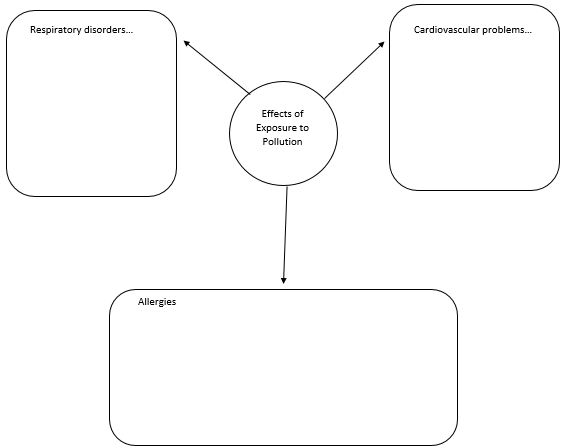 Respiratory disorders...
Cardiovascular problems...
Effects of
Exposure to
Pollution
Allergies